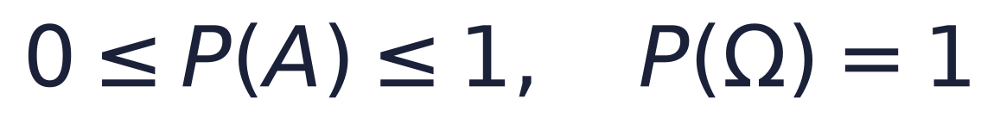 0 ≤ P(A) ≤ 1, P(Ω) = 1